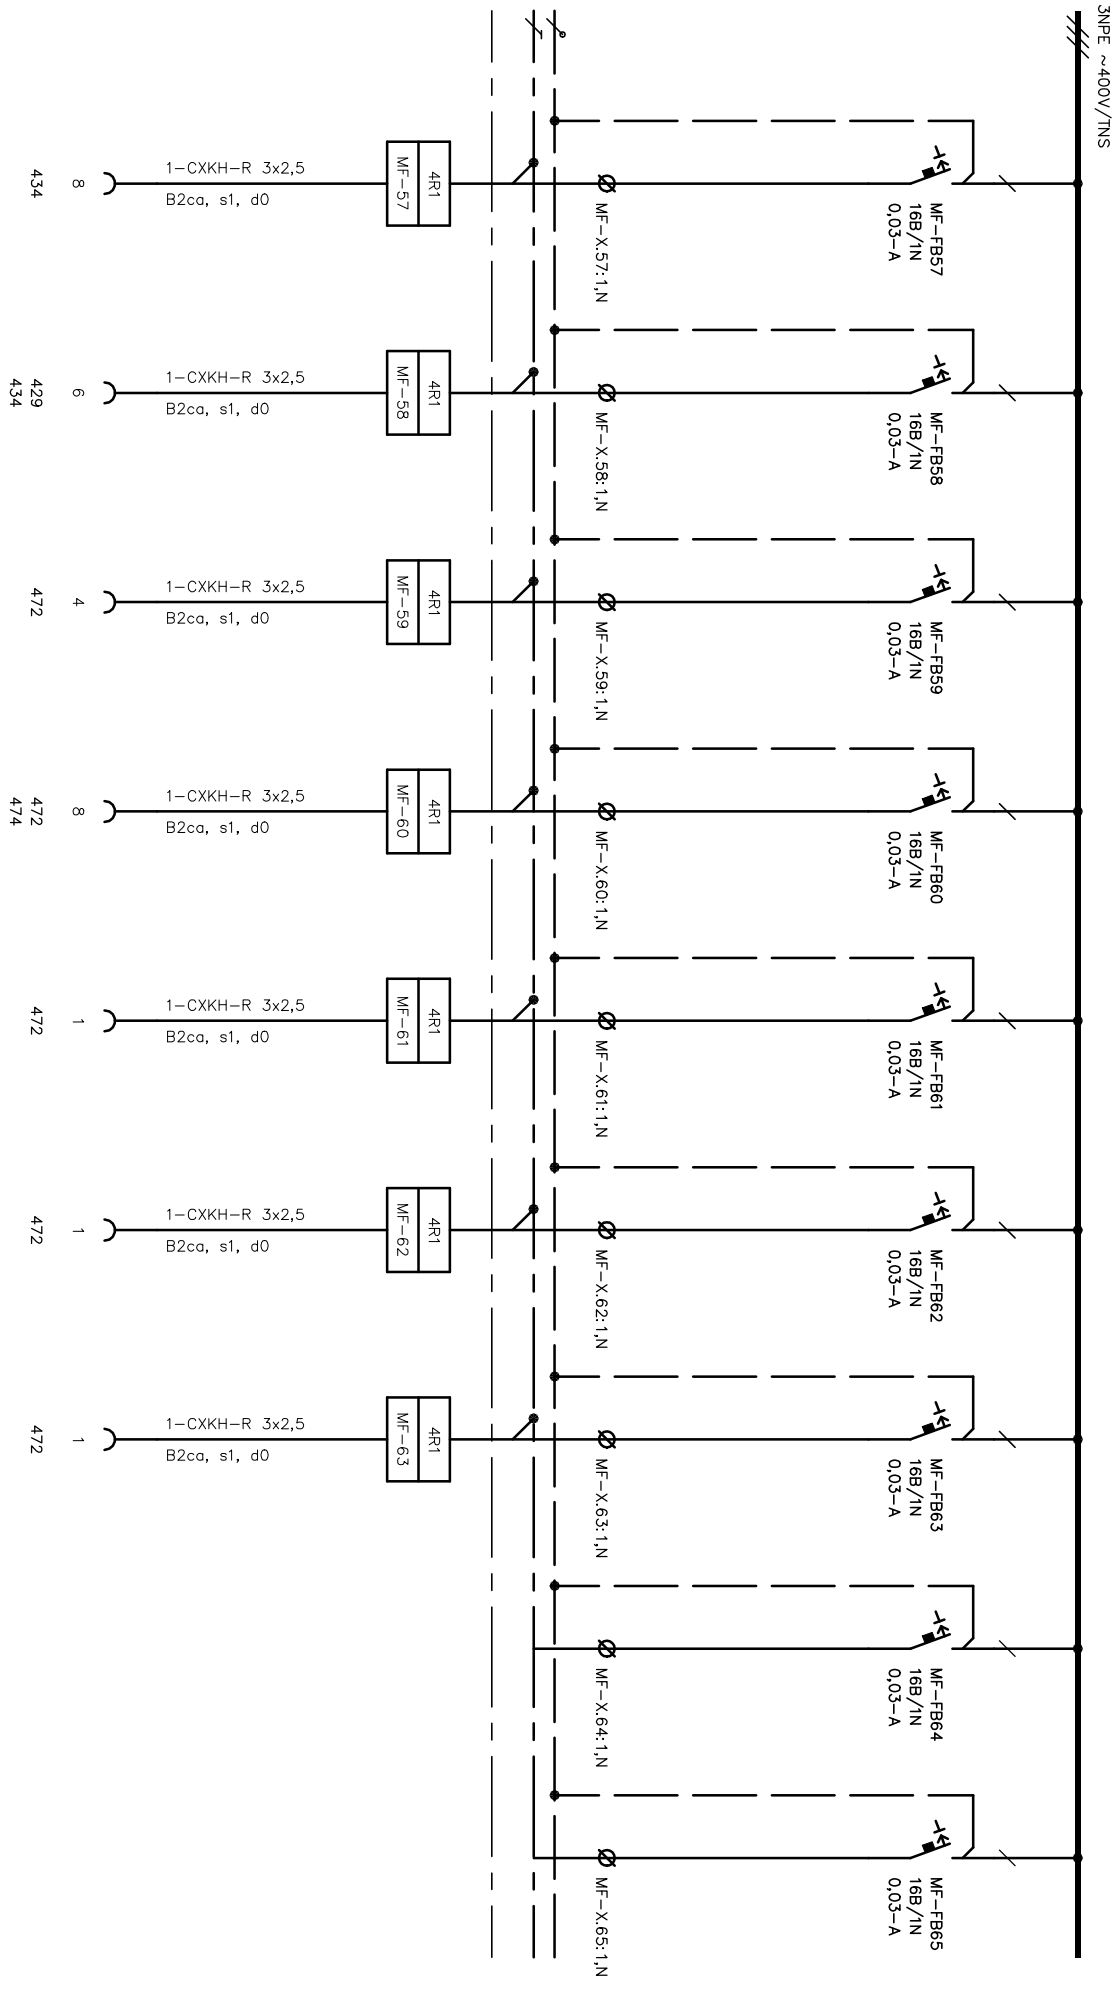 3NPE ~400V/TNS
MF-FB57
16B/1N
0,03-A
MF-X.57:1,N
4R1
MF-57
1-CXKH-R 3x2,5
B2ca, s1, d0
8
434
MF-FB58
16B/1N
0,03-A
MF-X.58:1,N
4R1
MF-58
1-CXKH-R 3x2,5
B2ca, s1, d0
6
429
434
MF-FB59
16B/1N
0,03-A
MF-X.59:1,N
4R1
MF-59
1-CXKH-R 3x2,5
B2ca, s1, d0
4
472
MF-FB60
16B/1N
0,03-A
MF-X.60:1,N
4R1
MF-60
1-CXKH-R 3x2,5
B2ca, s1, d0
8
472
474
MF-FB61
16B/1N
0,03-A
MF-X.61:1,N
4R1
MF-61
1-CXKH-R 3x2,5
B2ca, s1, d0
1
472
MF-FB62
16B/1N
0,03-A
MF-X.62:1,N
4R1
MF-62
1-CXKH-R 3x2,5
B2ca, s1, d0
1
472
MF-FB63
16B/1N
0,03-A
MF-X.63:1,N
4R1
MF-63
1-CXKH-R 3x2,5
B2ca, s1, d0
1
472
MF-FB64
16B/1N
0,03-A
MF-X.64:1,N
MF-FB65
16B/1N
0,03-A
MF-X.65:1,N